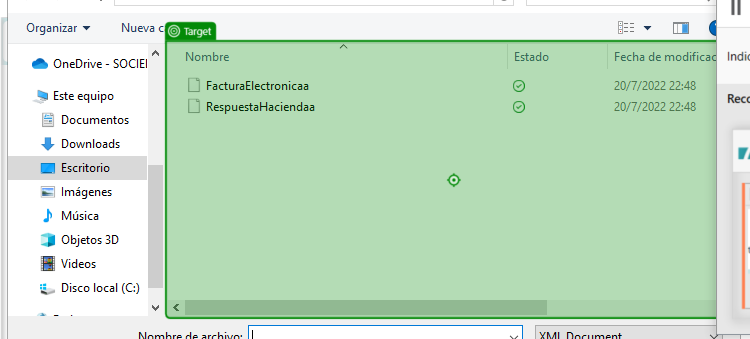 Organizar
Nueva c
Target
OneDrive - SOCIE
Nombre
Estado
Fecha de modificac
Indic
Este equipo
FacturaElectronicaa
20/7/2022 22:48
RespuestaHaciendaa
20/7/2022 22:48
Reco
Documentos
Downloads
Escritorio
Imágenes
Música
Objetos 3D
Videos
Disco local (C:)
Nombre de archivo:
XML Document